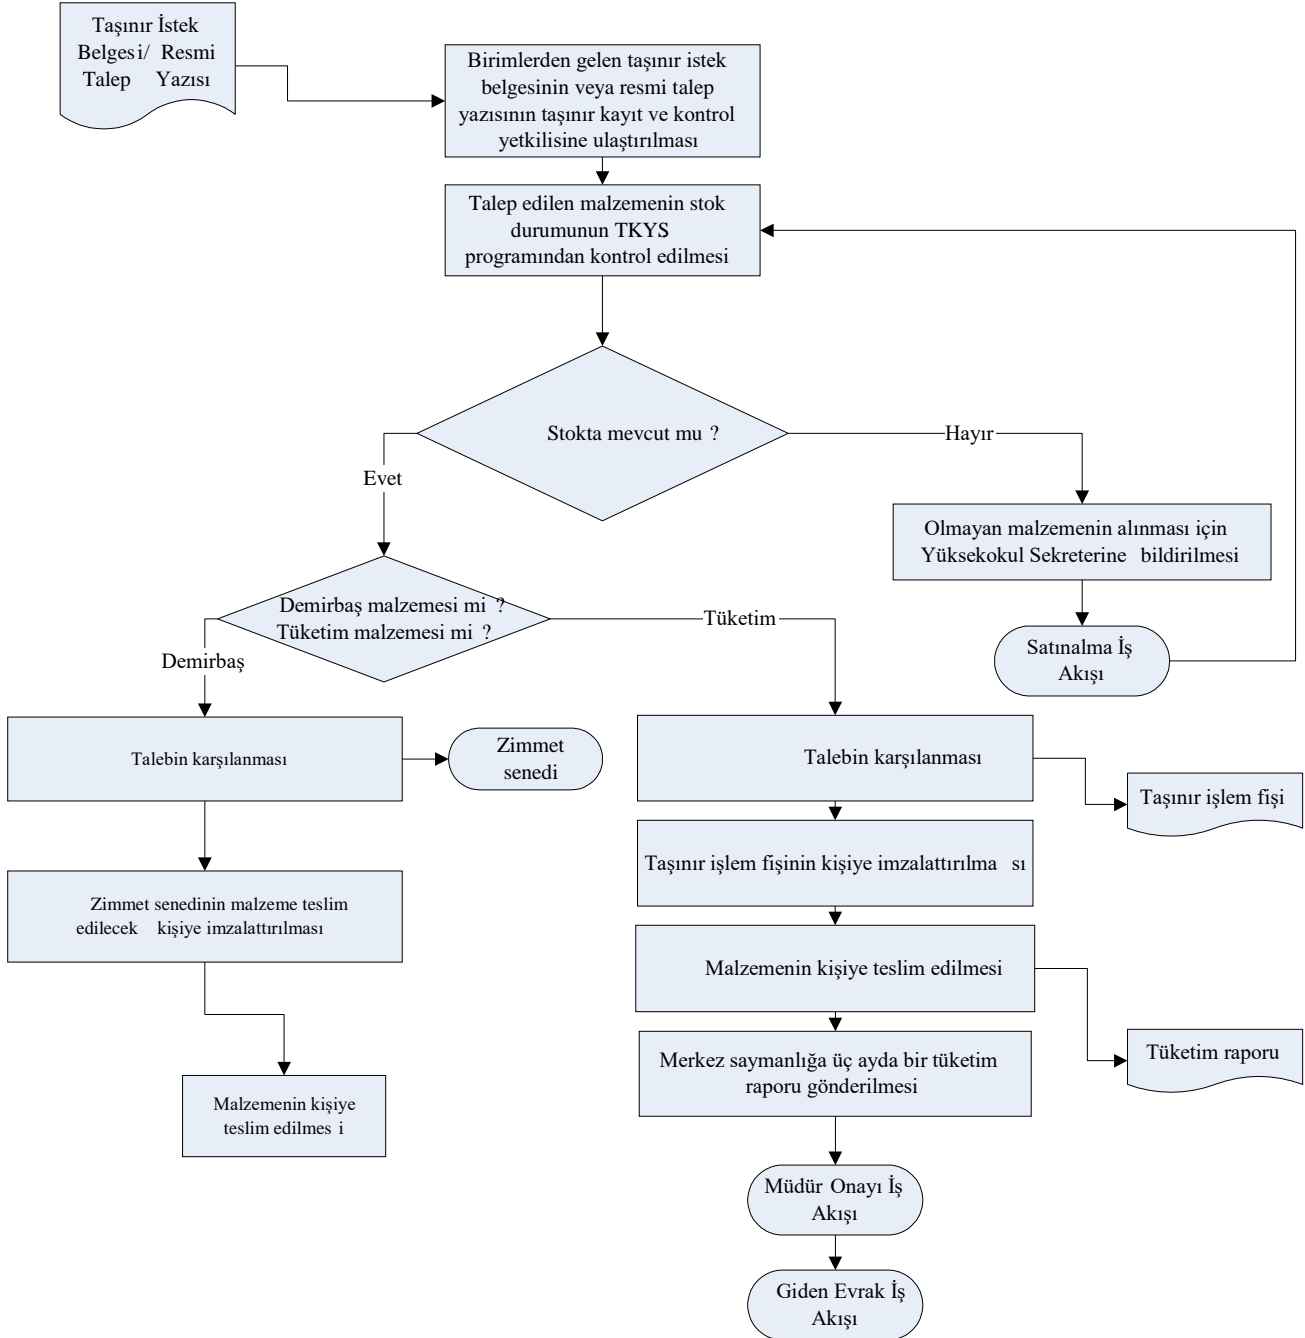 Taşınır İstek
Belgesi/ Resmi
Talep Yazısı
Birimlerden gelen taşınır istek
belgesinin veya resmi talep
yazısının taşınır kayıt ve kontrol
yetkilisine ulaştırılması
Talep edilen malzemenin stok
durumunun TKYS
programından kontrol edilmesi
Stokta mevcut mu ?
Hayır
Evet
Olmayan malzemenin alınması için
Yüksekokul Sekreterine bildirilmesi
Satınalma İş
Akışı
Demirbaş malzemesi mi ?
Tüketim malzemesi mi ?
Tüketim
Demirbaş
Talebin karşılanması
Zimmet
senedi
Talebin karşılanması
Taşınır işlem fişi
Zimmet senedinin malzeme teslim
edilecek kişiye imzalattırılması
Taşınır işlem fişinin kişiye imzalattırılma sı
Malzemenin kişiye teslim edilmesi
Tüketim raporu
Malzemenin kişiye
teslim edilmes i
Merkez saymanlığa üç ayda bir tüketim
raporu gönderilmesi
Müdür Onayı İş
Akışı
Giden Evrak İş
Akışı